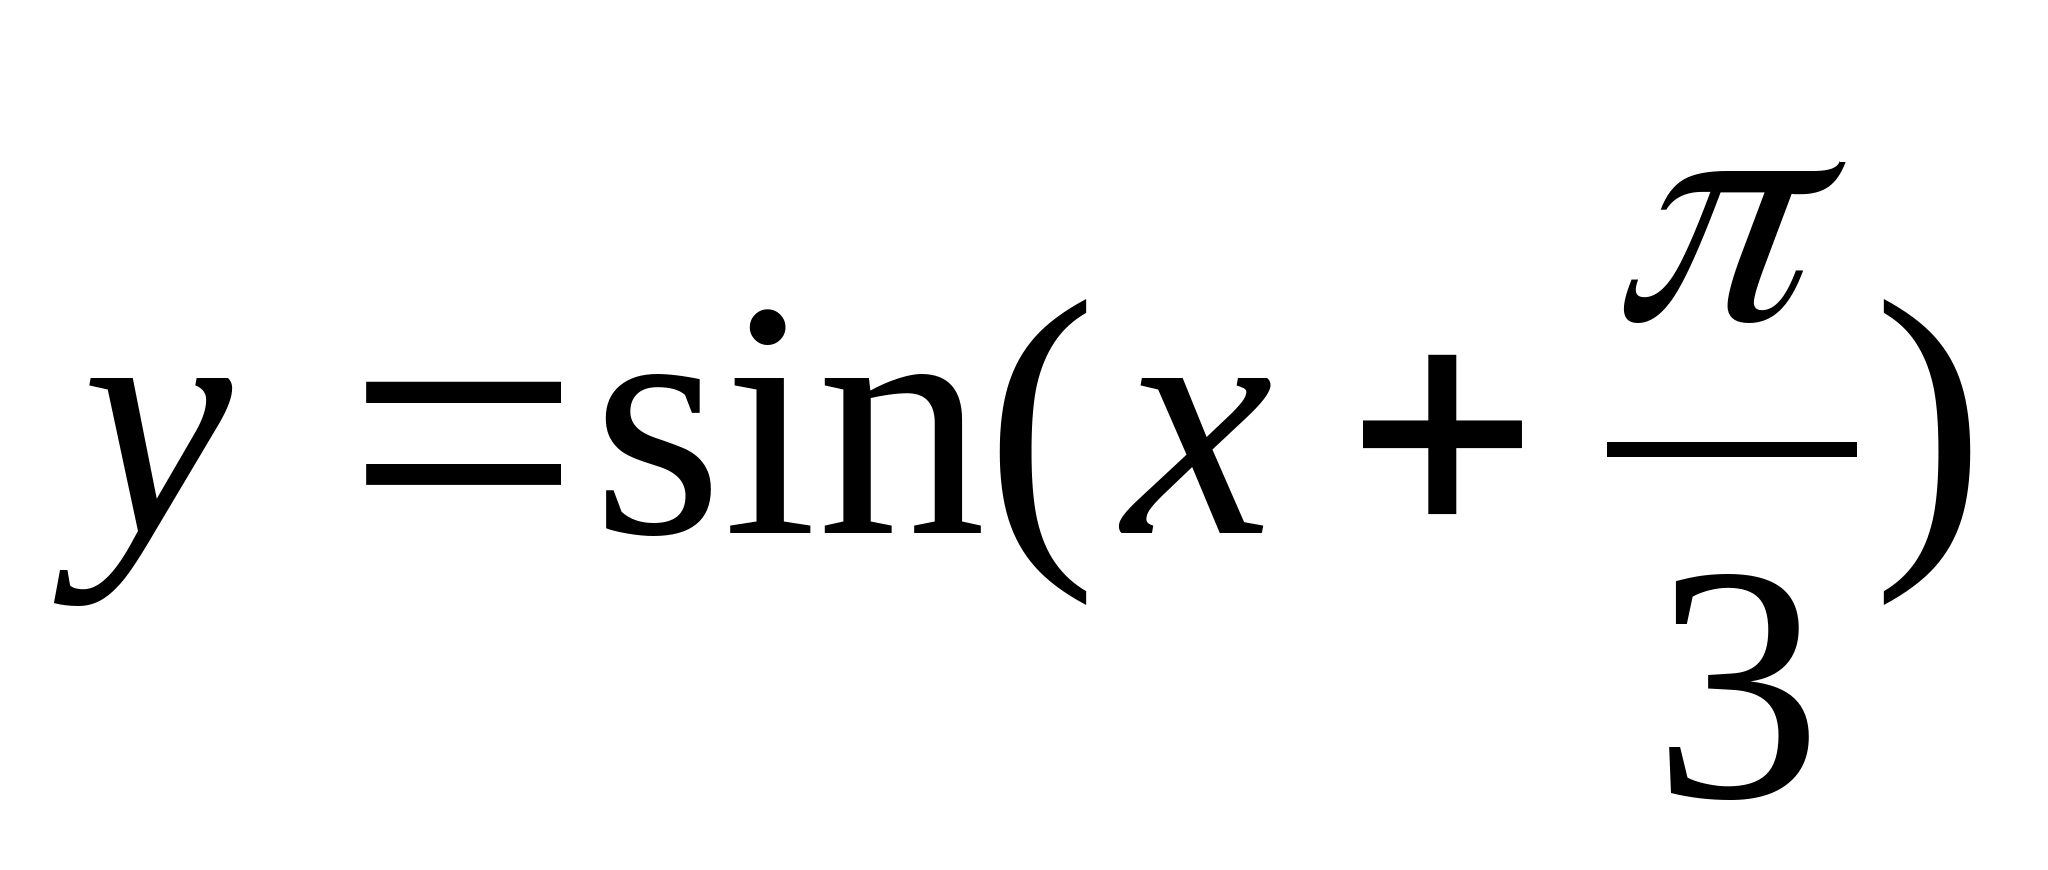 y = sin(x + π/3)